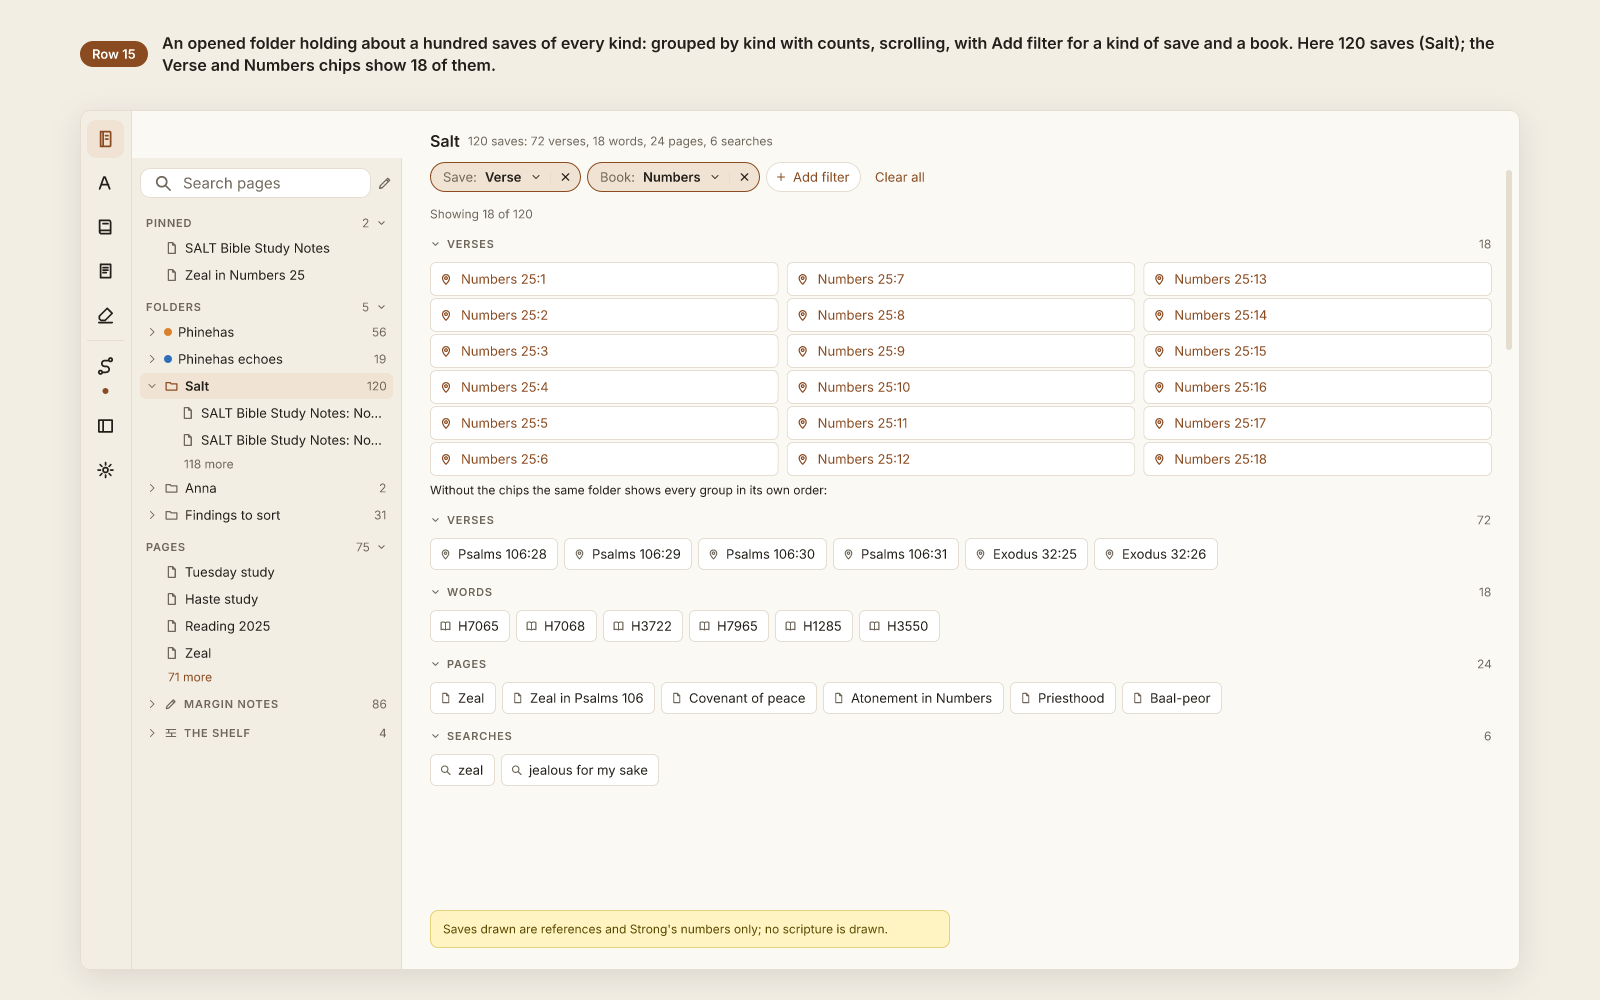 Row 15
An opened folder holding about a hundred saves of every kind: grouped by kind with counts, scrolling, with Add filter for a kind of save and a book. Here 120 saves (Salt); the
Verse and Numbers chips show 18 of them.
Search pages
PINNED 2
SALT Bible Study Notes
Zeal in Numbers 25
FOLDERS 5
Phinehas 56
Phinehas echoes 19
Salt 120
SALT Bible Study Notes: No...
SALT Bible Study Notes: No...
118 more
Anna 2
Findings to sort 31
PAGES 75
Tuesday study
Haste study
Reading 2025
Zeal
71 more
MARGIN NOTES 86
THE SHELF 4
Salt 120 saves: 72 verses, 18 words, 24 pages, 6 searches
Save: Verse Book: Numbers + Add filter Clear all
Showing 18 of 120
VERSES 18
Numbers 25:1 Numbers 25:7 Numbers 25:13
Numbers 25:2 Numbers 25:8 Numbers 25:14
Numbers 25:3 Numbers 25:9 Numbers 25:15
Numbers 25:4 Numbers 25:10 Numbers 25:16
Numbers 25:5 Numbers 25:11 Numbers 25:17
Numbers 25:6 Numbers 25:12 Numbers 25:18
Without the chips the same folder shows every group in its own order:
VERSES 72
Psalms 106:28 Psalms 106:29 Psalms 106:30 Psalms 106:31 Exodus 32:25 Exodus 32:26
WORDS 18
H7065 H7068 H3722 H7965 H1285 H3550
PAGES 24
Zeal Zeal in Psalms 106 Covenant of peace Atonement in Numbers Priesthood Baal-peor
SEARCHES 6
zeal jealous for my sake
Saves drawn are references and Strong's numbers only; no scripture is drawn.